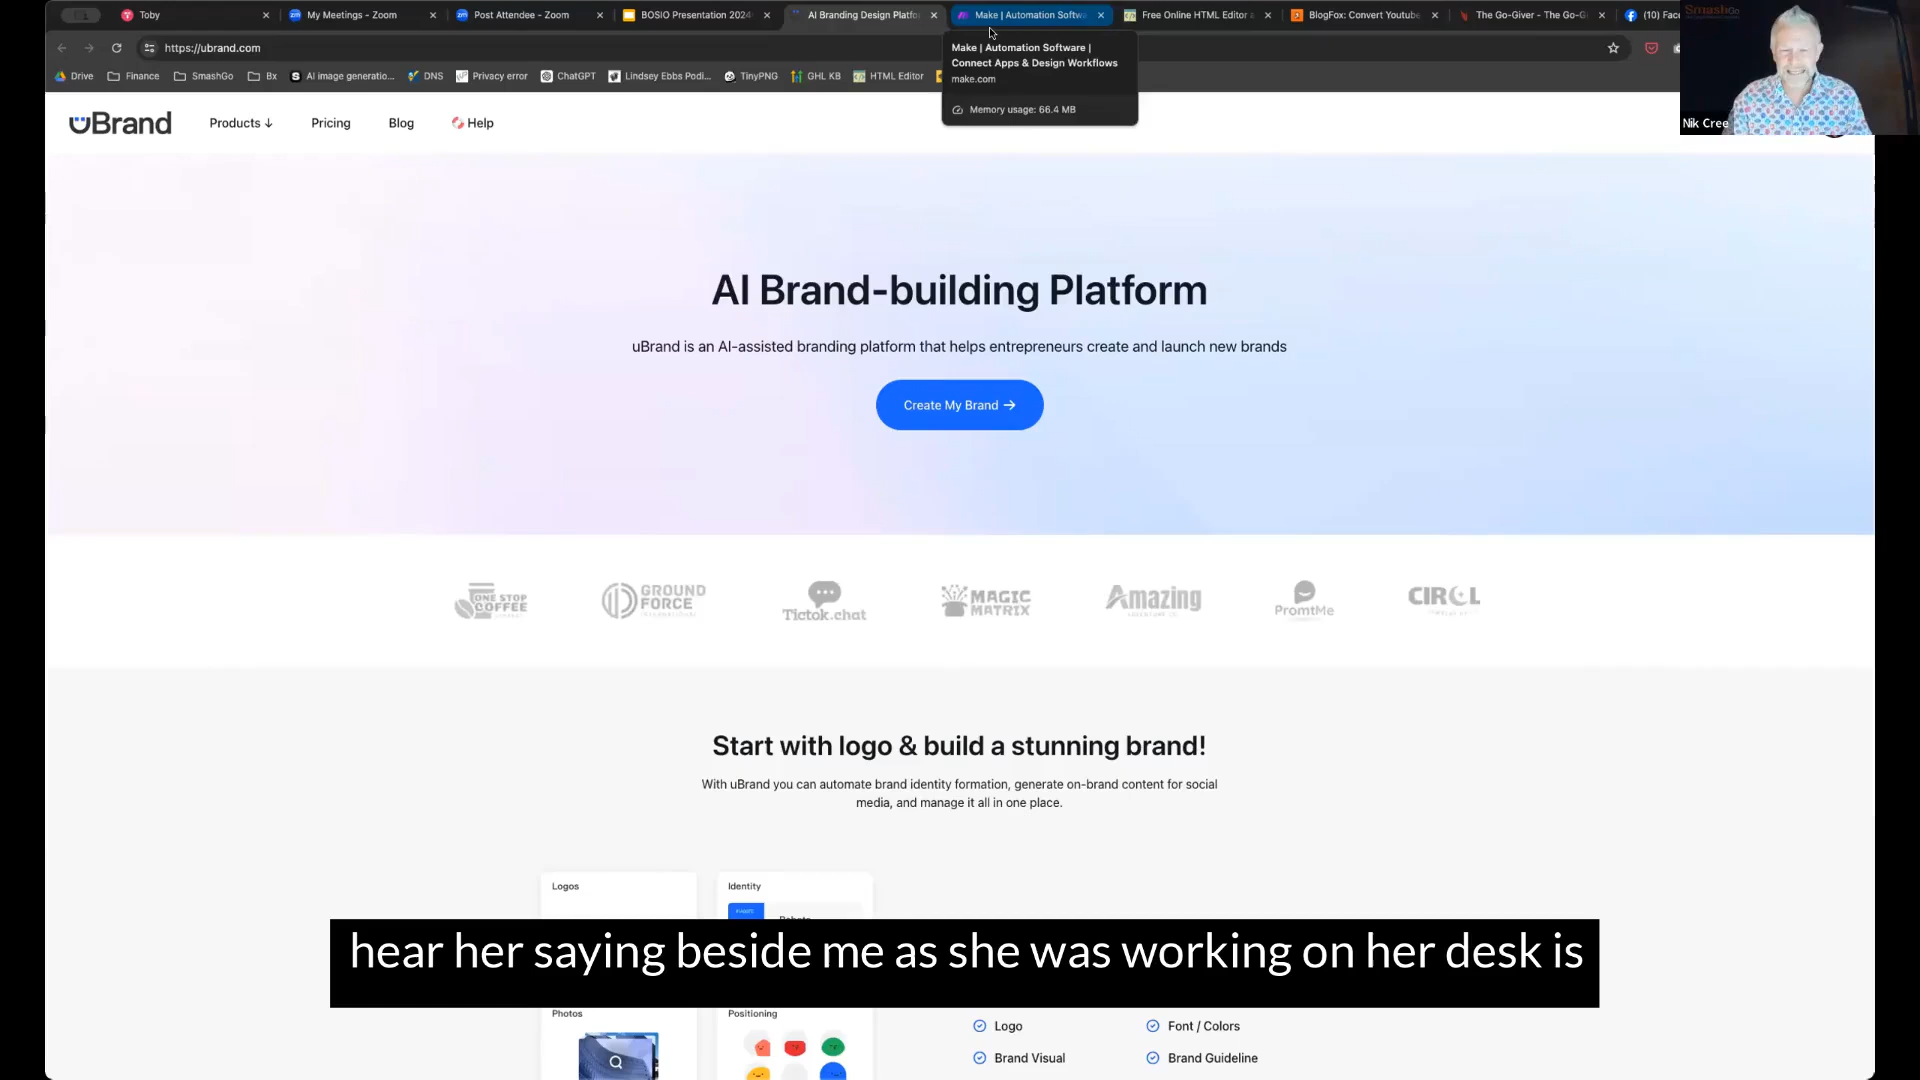 Toby
My Meetings - Zoom
Post Attendee - Zoom
BOSIO Presentation 2024
AI Branding Design Platfo
Make | Automation Softwa
Free Online HTML Editor a
BlogFox: Convert Youtube
The Go-Giver - The Go-G
(10) Fac
SmashGo
https://ubrand.com
Make | Automation Software |
Connect Apps & Design Workflows
make.com
Memory usage: 66.4 MB
Drive
Finance
SmashGo
Bx
AI image generatio...
DNS
Privacy error
ChatGPT
Lindsey Ebbs Podi...
TinyPNG
GHL KB
HTML Editor
Nik Cree
uBrand
Products ↓
Pricing
Blog
Help
AI Brand-building Platform
uBrand is an AI-assisted branding platform that helps entrepreneurs create and launch new brands
Create My Brand →
ONE STOP
COFFEE
GROUND
FORCE
Tictok.chat
MAGIC
MATRIX
Amazing
PromtMe
CIRCL
Start with logo & build a stunning brand!
With uBrand you can automate brand identity formation, generate on-brand content for social
media, and manage it all in one place.
Logos
Identity
hear her saying beside me as she was working on her desk is
Photos
Positioning
Logo
Font / Colors
Brand Visual
Brand Guideline